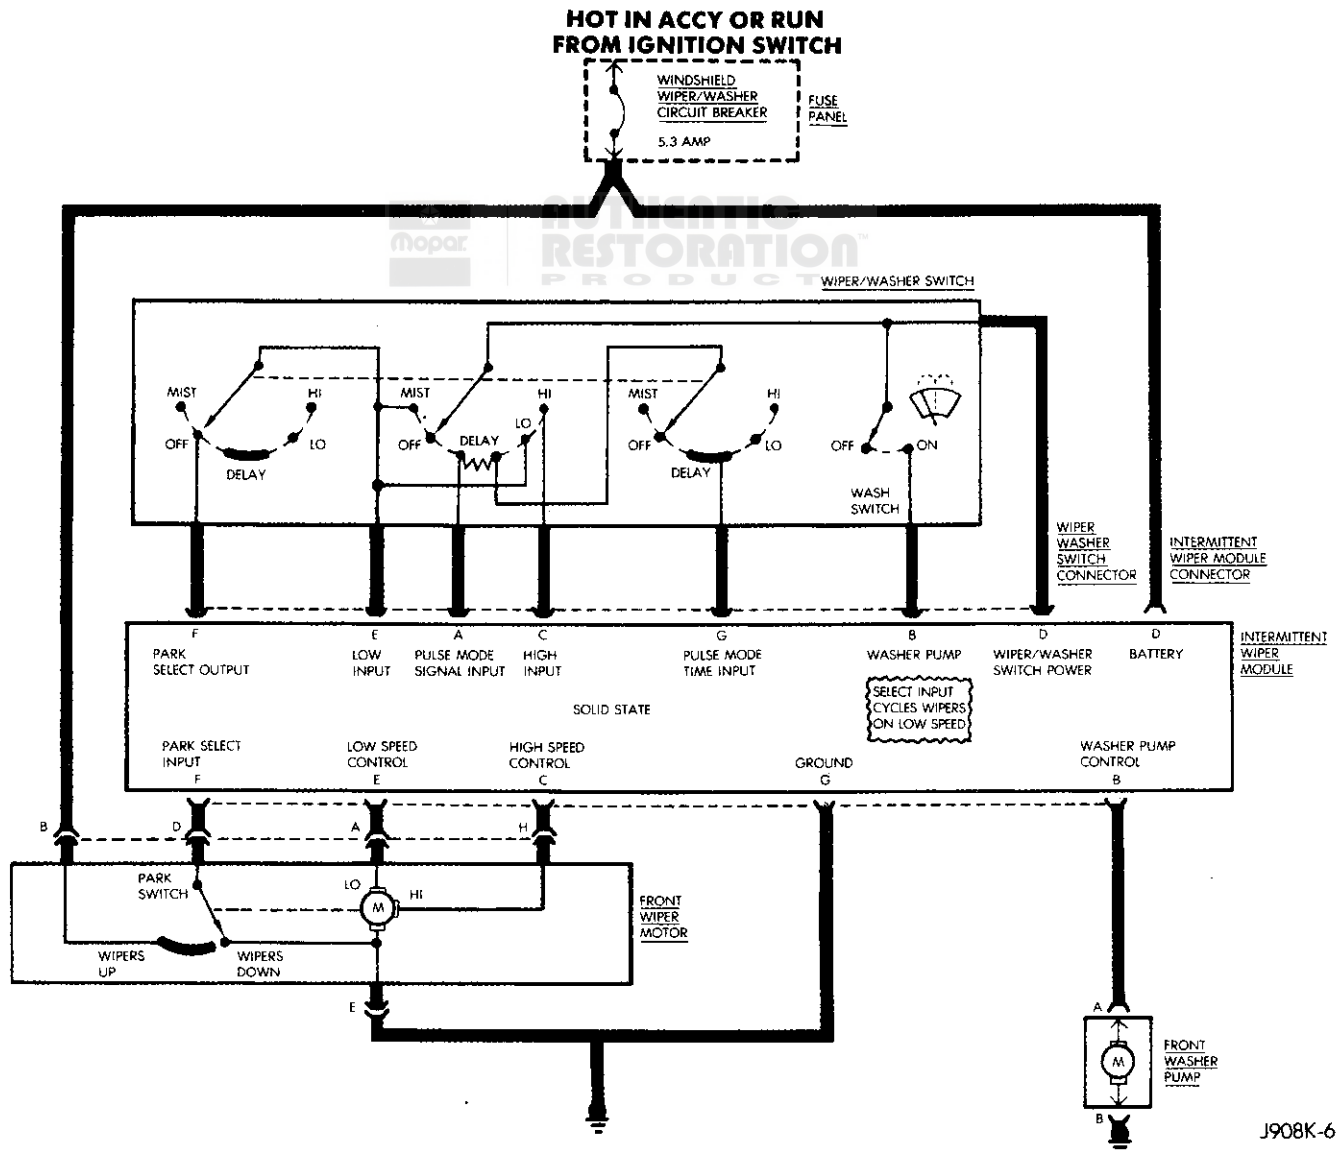 HOT IN ACCY OR RUN
FROM IGNITION SWITCH
WINDSHIELD
WIPER/WASHER
CIRCUIT BREAKER
5.3 AMP
FUSE
PANEL
Mopar
AUTHENTIC
RESTORATION™
PRODUCT
WIPER/WASHER SWITCH
MIST
HI
OFF
LO
DELAY
MIST
HI
LO
OFF
DELAY
MIST
HI
OFF
LO
DELAY
OFF
ON
WASH
SWITCH
WIPER
WASHER
SWITCH
CONNECTOR
INTERMITTENT
WIPER MODULE
CONNECTOR
F
E
A
C
G
B
D
D
PARK
SELECT OUTPUT
LOW
INPUT
PULSE MODE
SIGNAL INPUT
HIGH
INPUT
PULSE MODE
TIME INPUT
WASHER PUMP
WIPER/WASHER
SWITCH POWER
BATTERY
INTERMITTENT
WIPER
MODULE
SELECT INPUT
CYCLES WIPERS
ON LOW SPEED
SOLID STATE
PARK SELECT
INPUT
F
LOW SPEED
CONTROL
E
HIGH SPEED
CONTROL
C
GROUND
G
WASHER PUMP
CONTROL
B
B
D
A
H
PARK
SWITCH
LO
HI
M
WIPERS
UP
WIPERS
DOWN
FRONT
WIPER
MOTOR
E
A
M
FRONT
WASHER
PUMP
B
J908K-6